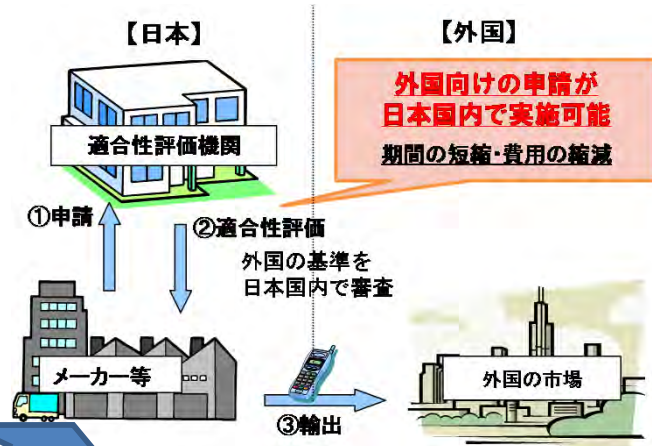 【日本】
【外国】
外国向けの申請が
日本国内で実施可能
期間の短縮・費用の縮減
適合性評価機関
①申請
②適合性評価
外国の基準を
日本国内で審査
メーカー等
外国の市場
③輸出